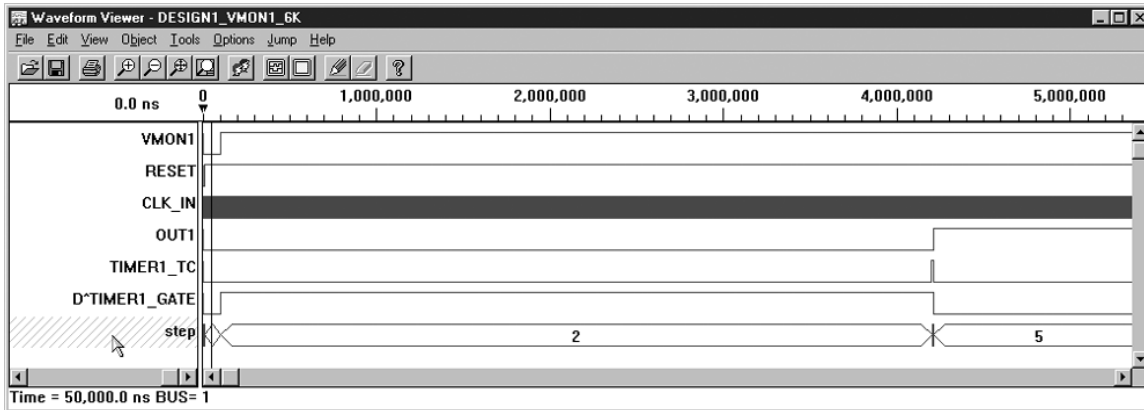 Waveform Viewer - DESIGN1_VMON1_6K
File Edit View Object Tools Options Jump Help
0.0 ns 0 1,000,000 2,000,000 3,000,000 4,000,000 5,000,000
VMON1
RESET
CLK_IN
OUT1
TIMER1_TC
D^TIMER1_GATE
step 2 5
Time = 50,000.0 ns BUS= 1